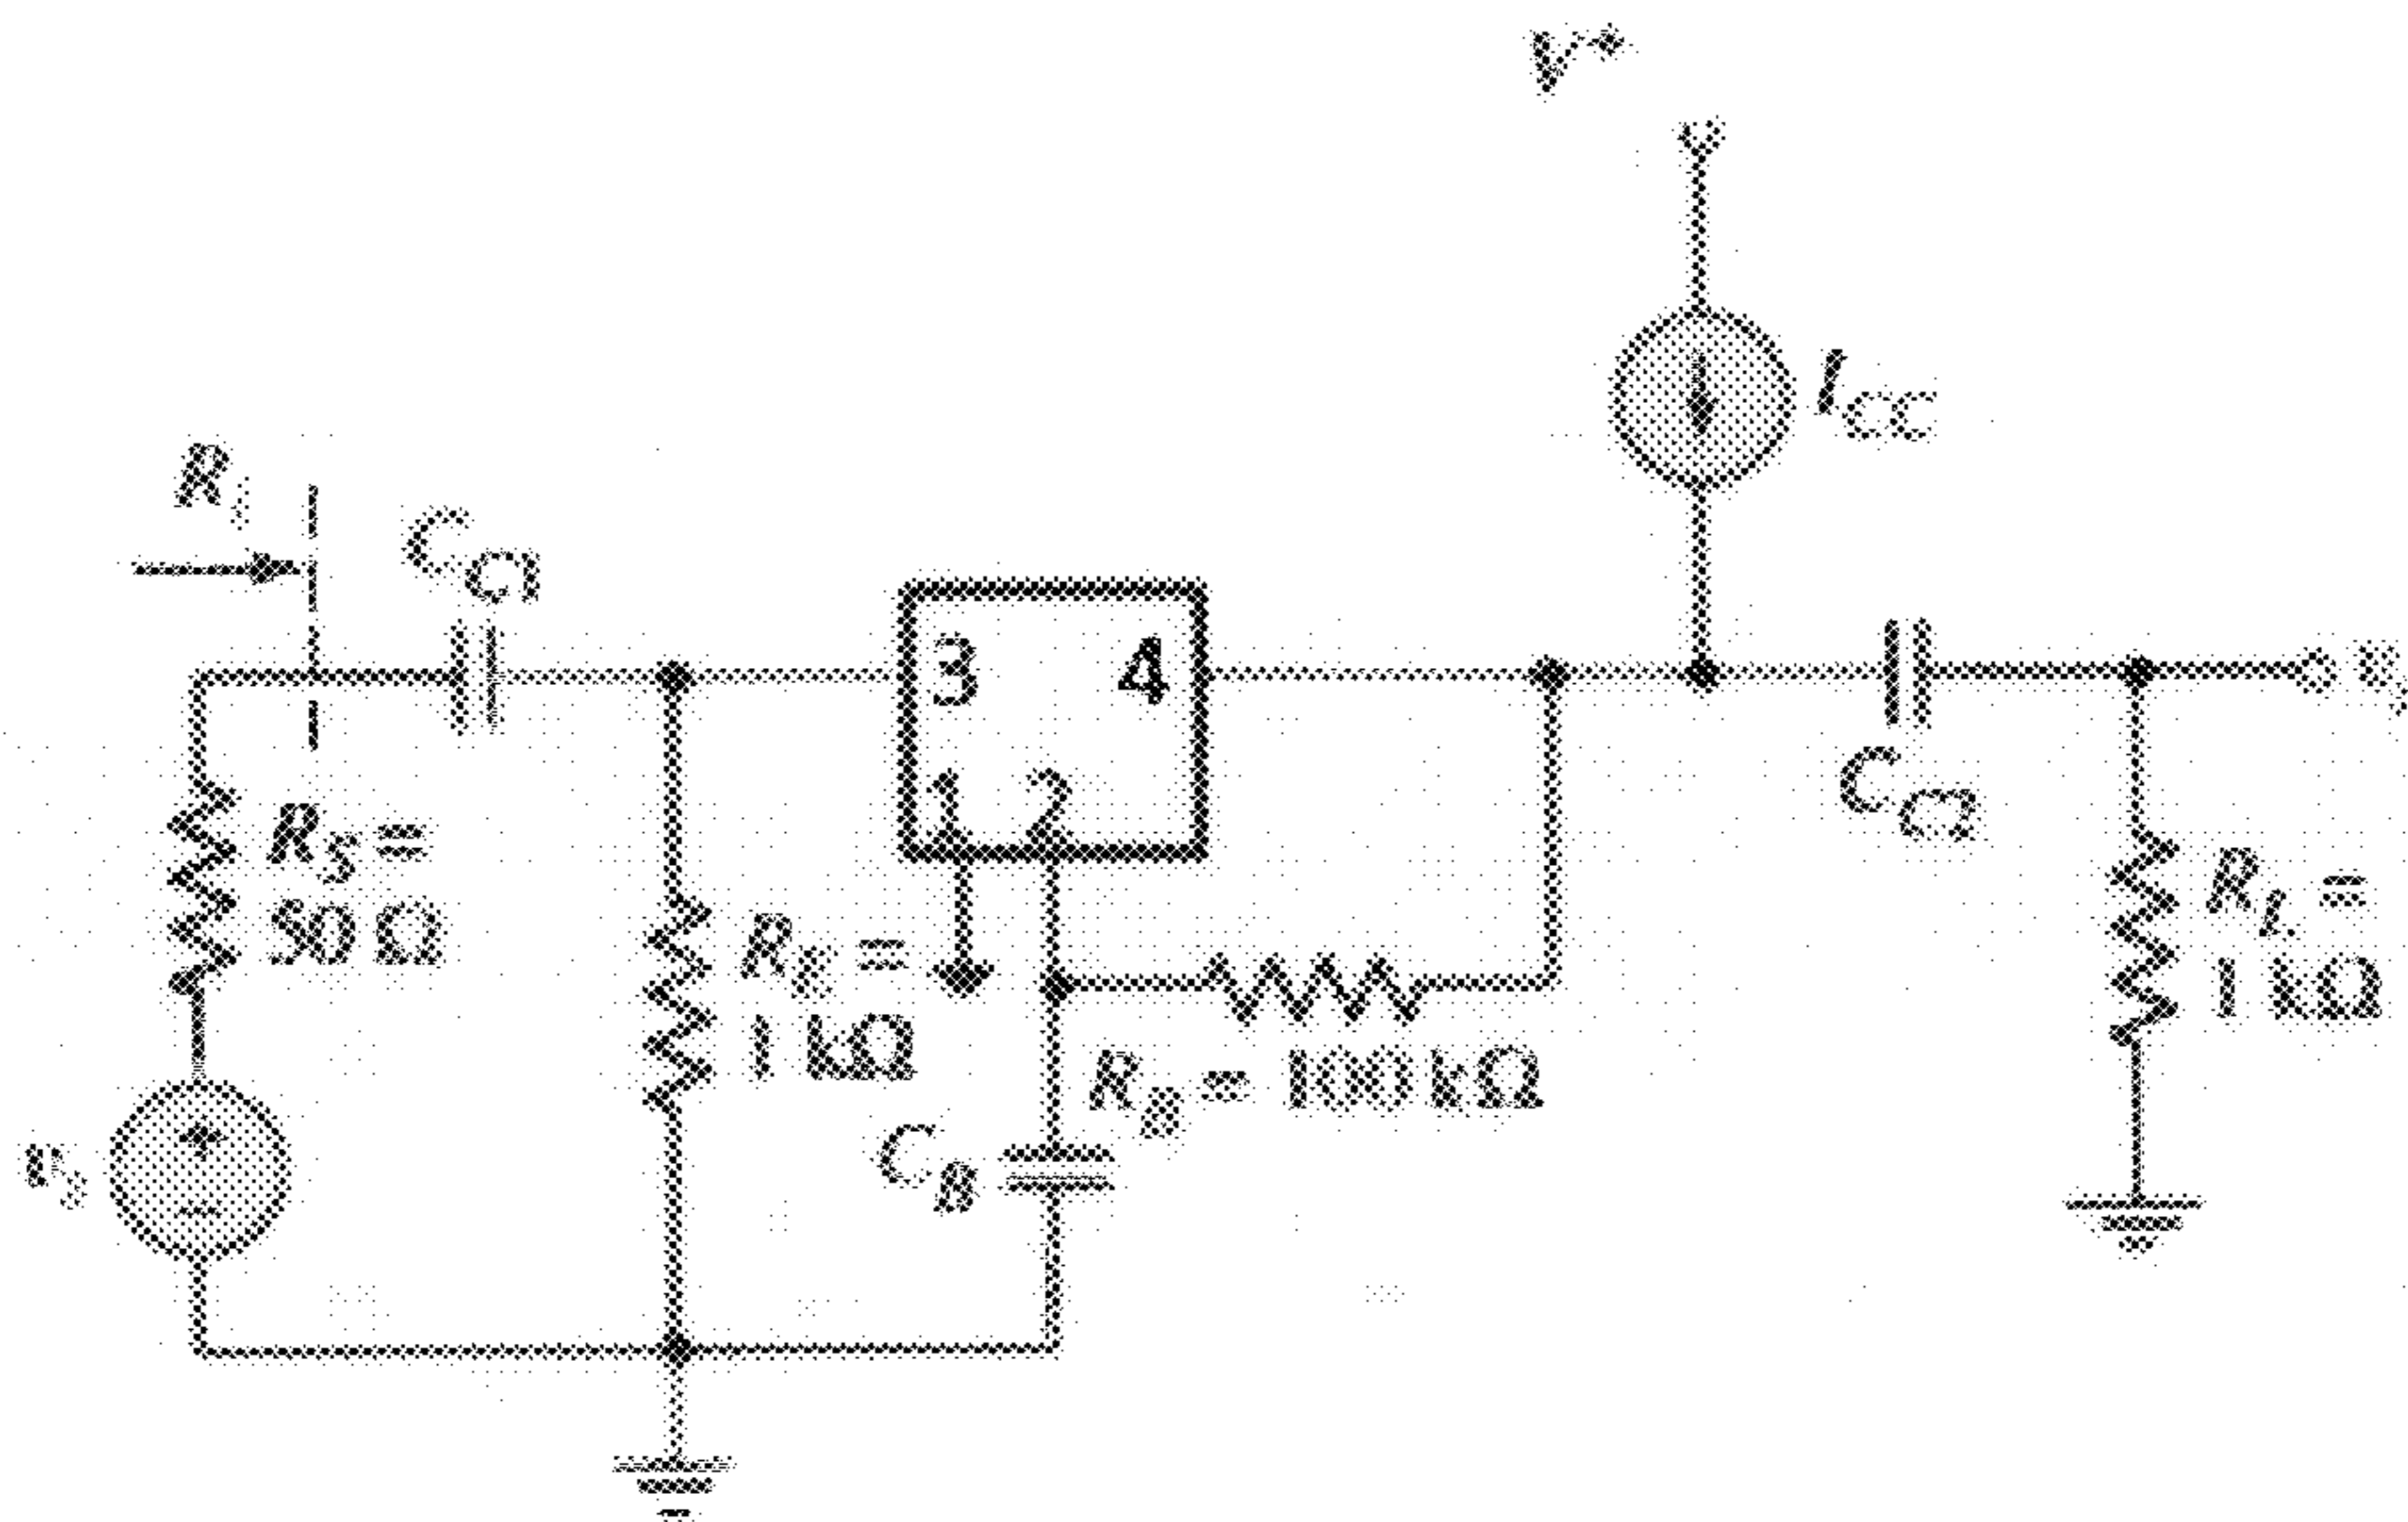 V+
I_CC
R_i
C_C1
3 4
1 2
C_C2
R_S =
50 Ω
R_E =
1 kΩ
R_L =
1 kΩ
R_B = 100 kΩ
C_B
v_s
+
−